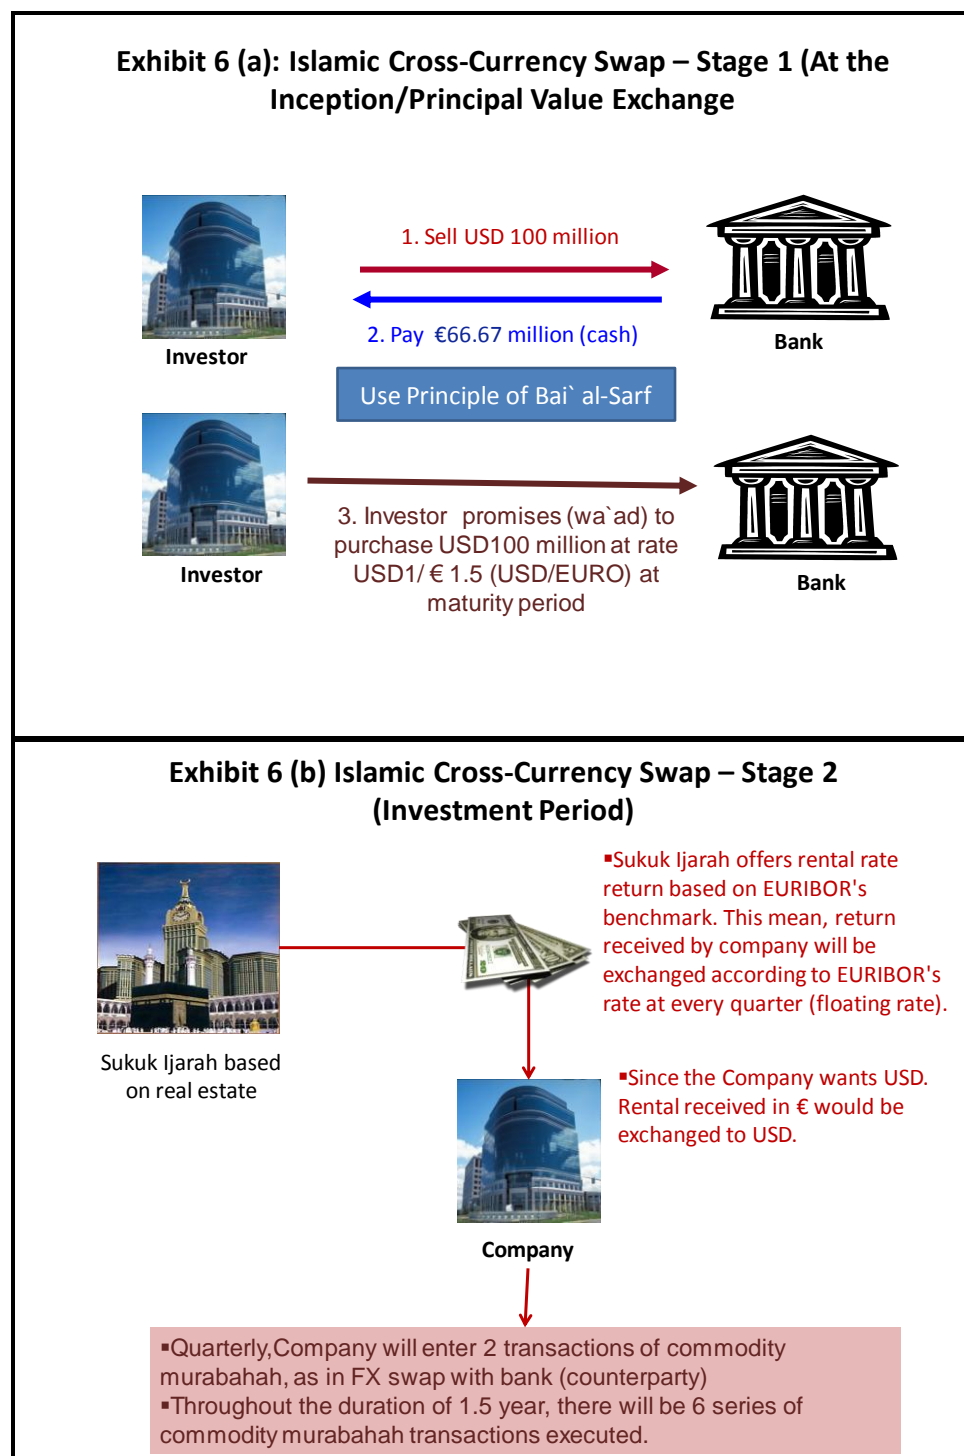 Exhibit 6 (a): Islamic Cross-Currency Swap – Stage 1 (At the
Inception/Principal Value Exchange
1. Sell USD 100 million
2. Pay €66.67 million (cash)
Investor
Bank
Use Principle of Bai` al-Sarf
3. Investor promises (wa`ad) to
purchase USD100 million at rate
USD1/ € 1.5 (USD/EURO) at
maturity period
Investor
Bank
Exhibit 6 (b) Islamic Cross-Currency Swap – Stage 2
(Investment Period)
▪Sukuk Ijarah offers rental rate
return based on EURIBOR's
benchmark. This mean, return
received by company will be
exchanged according to EURIBOR's
rate at every quarter (floating rate).
Sukuk Ijarah based
on real estate
▪Since the Company wants USD.
Rental received in € would be
exchanged to USD.
Company
▪Quarterly,Company will enter 2 transactions of commodity
murabahah, as in FX swap with bank (counterparty)
▪Throughout the duration of 1.5 year, there will be 6 series of
commodity murabahah transactions executed.